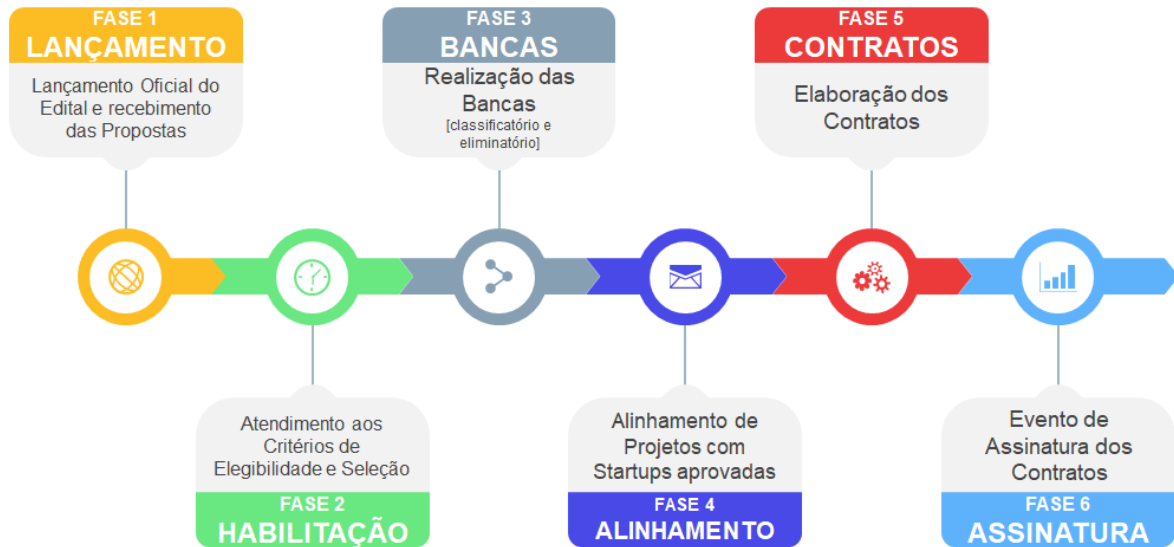 FASE 1
LANÇAMENTO
Lançamento Oficial do
Edital e recebimento
das Propostas
Atendimento aos
Critérios de
Elegibilidade e Seleção
FASE 2
HABILITAÇÃO
FASE 3
BANCAS
Realização das
Bancas
[classificatório e
eliminatório]
Alinhamento de
Projetos com
Startups aprovadas
FASE 4
ALINHAMENTO
FASE 5
CONTRATOS
Elaboração dos
Contratos
Evento de
Assinatura dos
Contratos
FASE 6
ASSINATURA